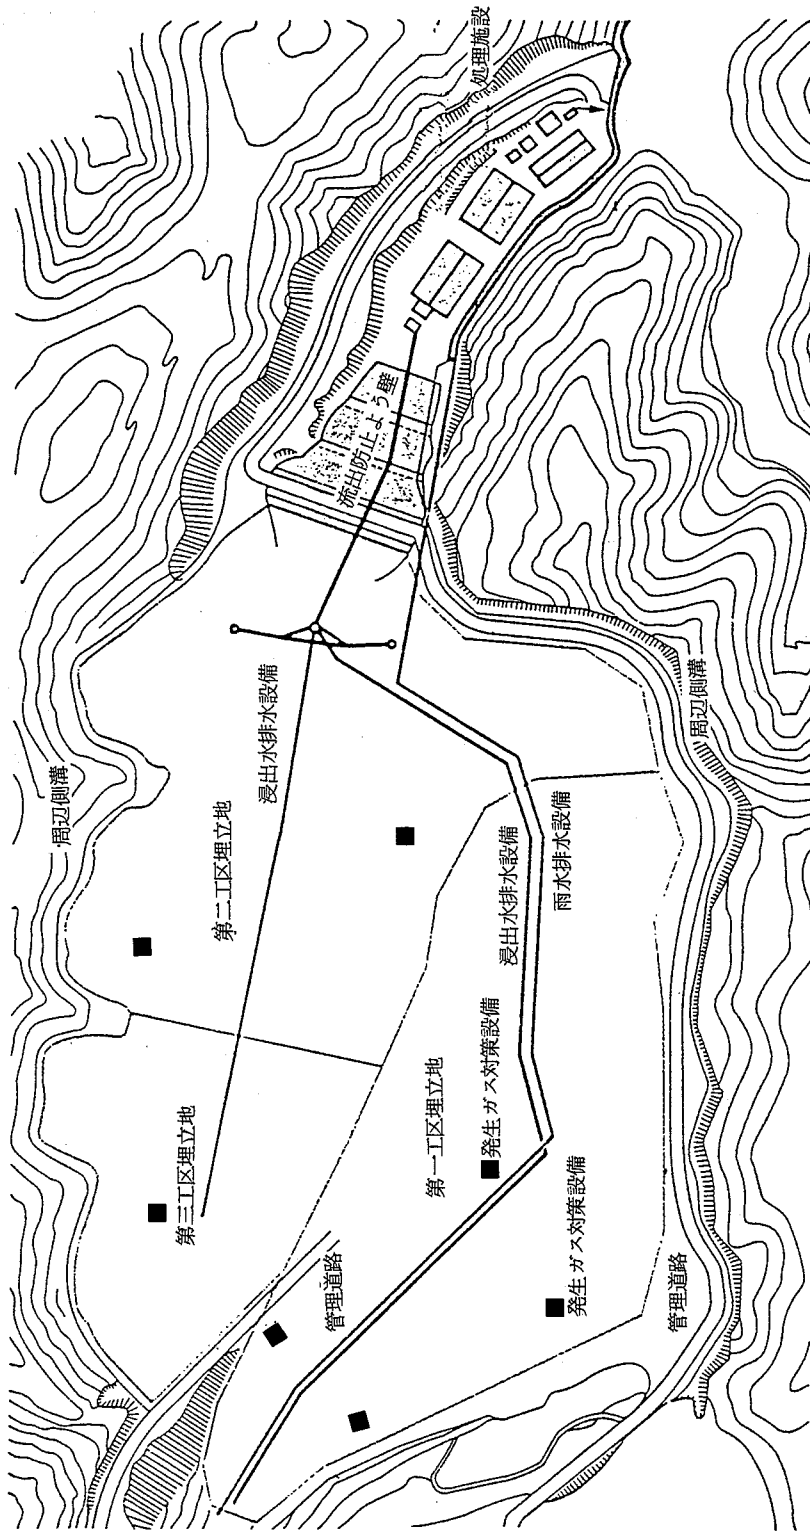 処理施設
流出防止よう壁
周辺側溝
浸出水排水設備
第二工区埋立地
周辺側溝
浸出水排水設備
雨水排水設備
第三工区埋立地
第一工区埋立地
発生ガス対策設備
発生ガス対策設備
管理道路
管理道路